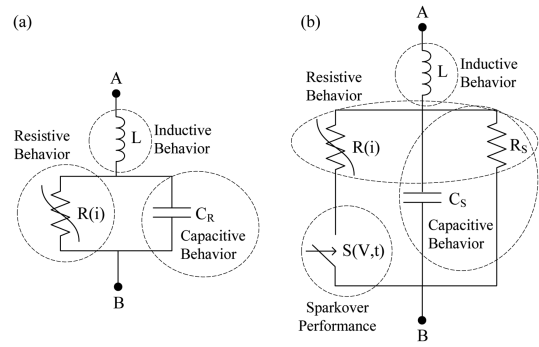 (a)
A
L
Inductive
Behavior
Resistive
Behavior
R(i)
C_R
Capacitive
Behavior
B
(b)
A
L
Inductive
Behavior
Resistive
Behavior
R(i)
R_S
C_S
Capacitive
Behavior
S(V,t)
Sparkover
Performance
B